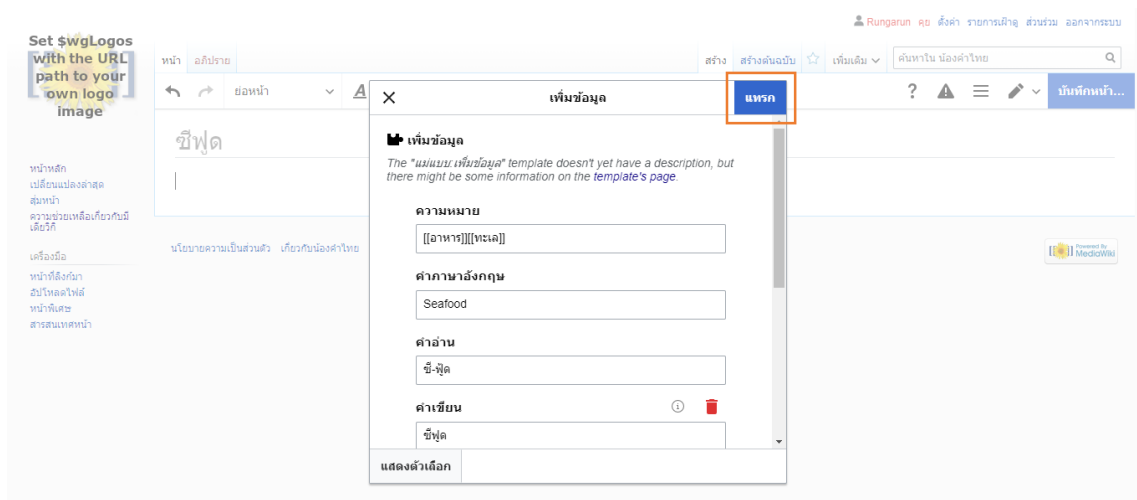 Rungarun คุย ตั้งค่า รายการเฝ้าดู ส่วนร่วม ออกจากระบบ
Set $wgLogos
with the URL
path to your
own logo
image
หน้า อภิปราย สร้าง สร้างต้นฉบับ เพิ่มเติม ค้นหาใน น้องคำไทย
ย่อหน้า A ? บันทึกหน้า...
เพิ่มข้อมูล แทรก
ซีฟูด
เพิ่มข้อมูล
The "แม่แบบ:เพิ่มข้อมูล" template doesn't yet have a description, but
there might be some information on the template's page.
หน้าหลัก
เปลี่ยนแปลงล่าสุด
สุ่มหน้า
ความช่วยเหลือเกี่ยวกับมี
เดียวิกิ
เครื่องมือ
หน้าที่ลิงก์มา
อัปโหลดไฟล์
หน้าพิเศษ
สารสนเทศหน้า
ความหมาย
[[อาหาร]][[ทะเล]]
คำภาษาอังกฤษ
Seafood
คำอ่าน
ซี-ฟู้ด
คำเขียน
ซีฟูด
แสดงตัวเลือก
นโยบายความเป็นส่วนตัว เกี่ยวกับน้องคำไทย
Powered By
MediaWiki